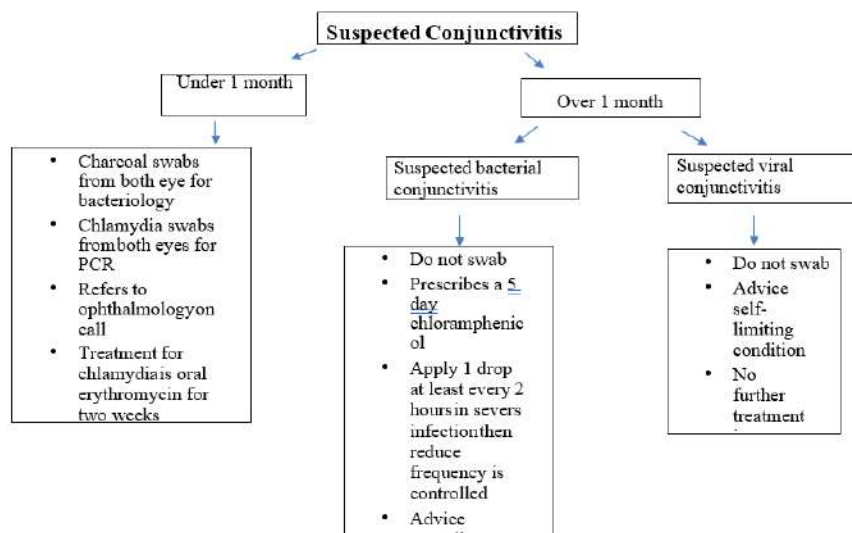 Suspected Conjunctivitis
Under 1 month
Over 1 month
• Charcoal swabs
from both eye for
bacteriology
• Chlamydia swabs
fromboth eyes for
PCR
• Refers to
ophthalmologyon
call
• Treatment for
chlamydiais oral
erythromycin for
two weeks
Suspected bacterial
conjunctivitis
• Do not swab
• Prescribes a 5
day
chloramphenic
ol
• Apply 1 drop
at least every 2
hours in severs
infectionthen
reduce
frequency is
controlled
• Advice
Suspected viral
conjunctivitis
• Do not swab
• Advice
self-
limiting
condition
• No
further
treatment